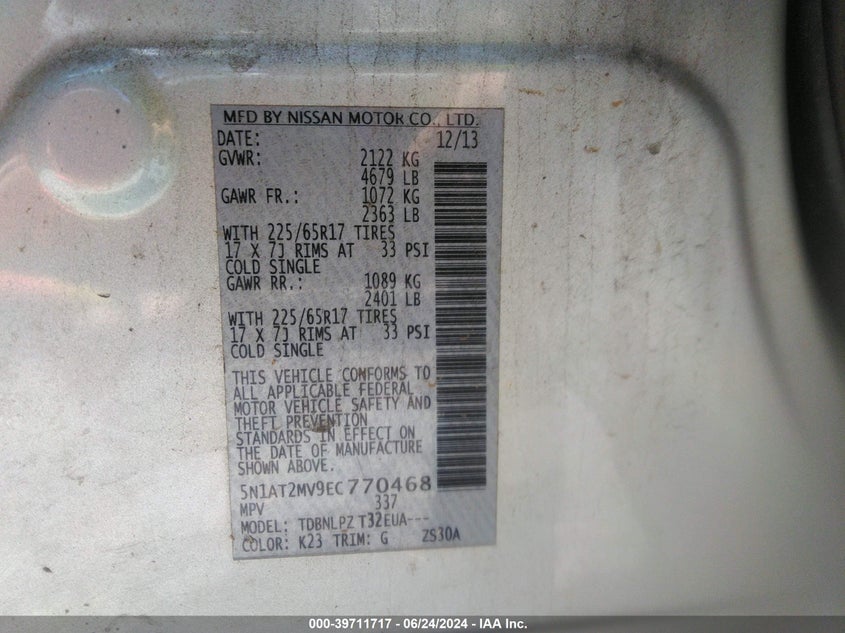 MFD BY NISSAN MOTOR CO., LTD.
DATE: 12/13
GVWR: 2122 KG
4679 LB
GAWR FR.: 1072 KG
2363 LB
WITH 225/65R17 TIRES
17 X 7J RIMS AT 33 PSI
COLD SINGLE
GAWR RR.: 1089 KG
2401 LB
WITH 225/65R17 TIRES
17 X 7J RIMS AT 33 PSI
COLD SINGLE
THIS VEHICLE CONFORMS TO
ALL APPLICABLE FEDERAL
MOTOR VEHICLE SAFETY AND
THEFT PREVENTION
STANDARDS IN EFFECT ON
THE DATE OF MANUFACTURE
SHOWN ABOVE.
5N1AT2MV9EC770468
MPV 337
MODEL: TDBNLPZ T32EUA---
COLOR: K23 TRIM: G ZS30A
000-39711717 - 06/24/2024 - IAA Inc.